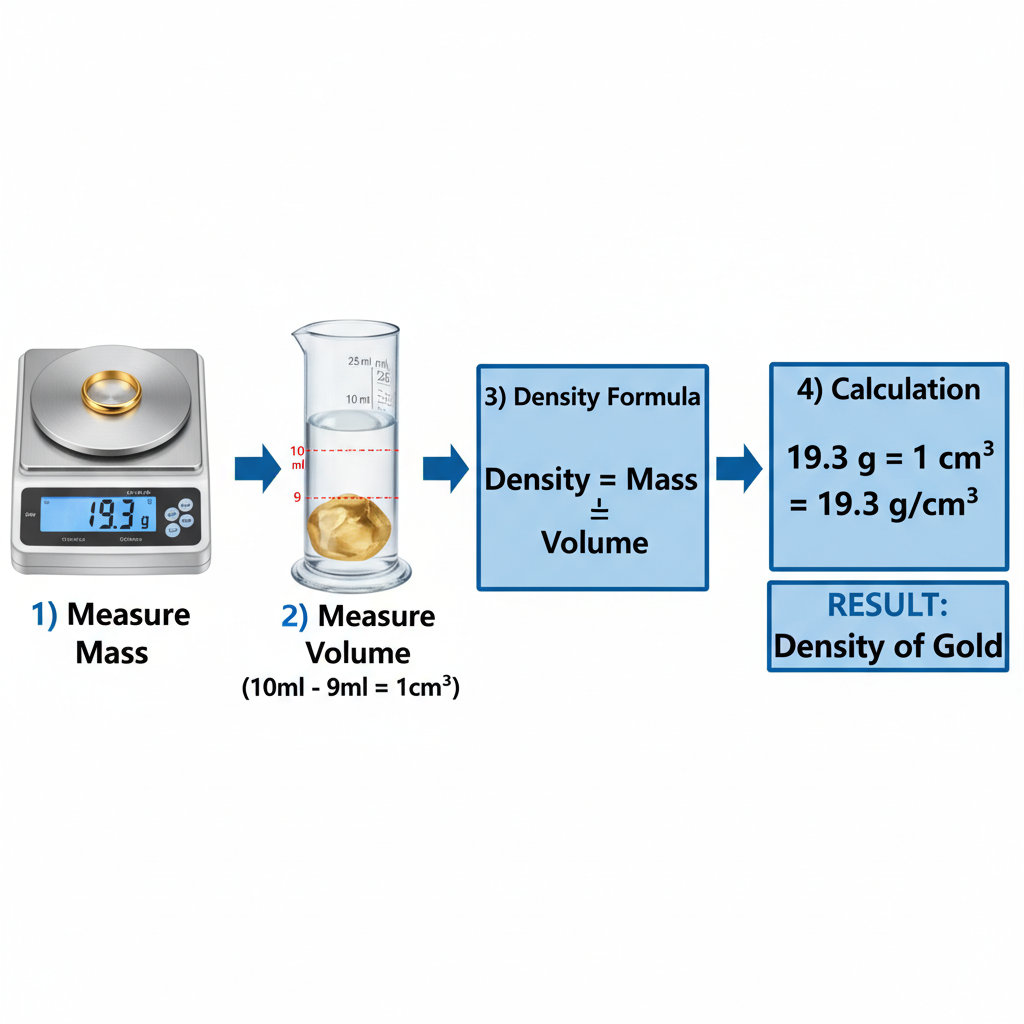 19.3 g
1) Measure
Mass
25 ml
10 ml
10
ml
9
2) Measure
Volume
(10ml - 9ml = 1cm³)
3) Density Formula
Density = Mass
Volume
4) Calculation
19.3 g = 1 cm³
= 19.3 g/cm³
RESULT:
Density of Gold